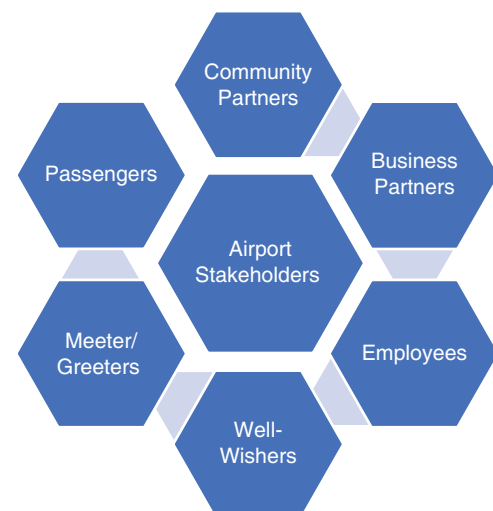 Community
Partners
Passengers
Business
Partners
Airport
Stakeholders
Meeter/
Greeters
Employees
Well-
Wishers